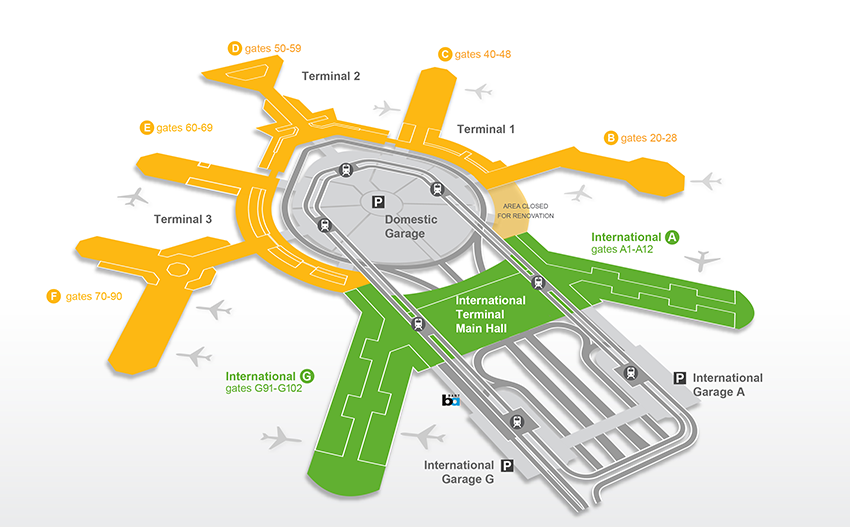 D gates 50-59
Terminal 2
C gates 40-48
Terminal 1
E gates 60-69
B gates 20-28
P
Domestic
Garage
AREA CLOSED
FOR RENOVATION
Terminal 3
International A
gates A1-A12
F gates 70-90
International
Terminal
Main Hall
International G
gates G91-G102
P International
Garage A
ba
International P
Garage G